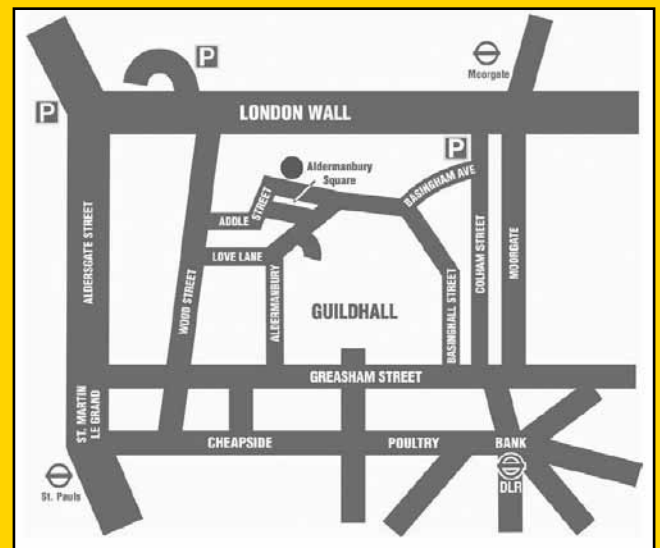 P
Moorgate
P
LONDON WALL
P
Aldermanbury
Square
BASINGHAM AVE
STREET
ADDLE
LOVE LANE
ALDERSGATE STREET
WOOD STREET
ALDERMANBURY
GUILDHALL
BASINGHALL STREET
COLHAM STREET
MOORGATE
GREASHAM STREET
ST. MARTIN
LE GRAND
CHEAPSIDE
POULTRY
BANK
DLR
St. Pauls